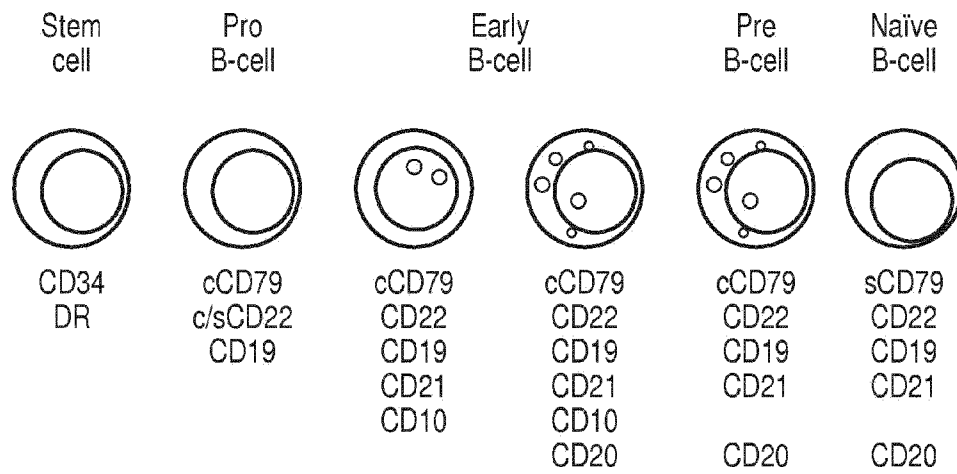 Stem Pro Early Pre Naïve
cell B-cell B-cell B-cell B-cell
CD34 cCD79 cCD79 cCD79 cCD79 sCD79
DR c/sCD22 CD22 CD22 CD22 CD22
CD19 CD19 CD19 CD19 CD19
CD21 CD21 CD21 CD21
CD10 CD10
CD20 CD20 CD20